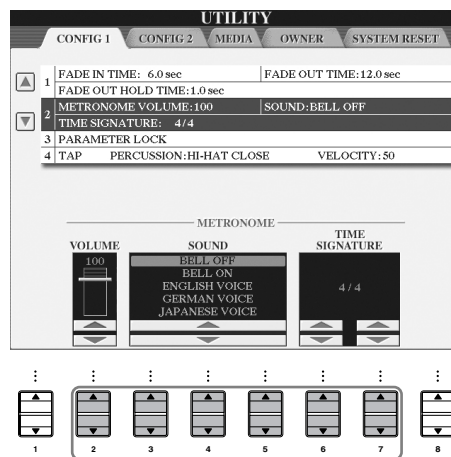 UTILITY
CONFIG 1 CONFIG 2 MEDIA OWNER SYSTEM RESET
1 FADE IN TIME: 6.0 sec FADE OUT TIME:12.0 sec
FADE OUT HOLD TIME:1.0 sec
2 METRONOME VOLUME:100 SOUND:BELL OFF
TIME SIGNATURE: 4/4
3 PARAMETER LOCK
4 TAP PERCUSSION:HI-HAT CLOSE VELOCITY:50
METRONOME
VOLUME SOUND TIME SIGNATURE
100 BELL OFF
BELL ON
ENGLISH VOICE 4/4
GERMAN VOICE
JAPANESE VOICE
1 2 3 4 5 6 7 8